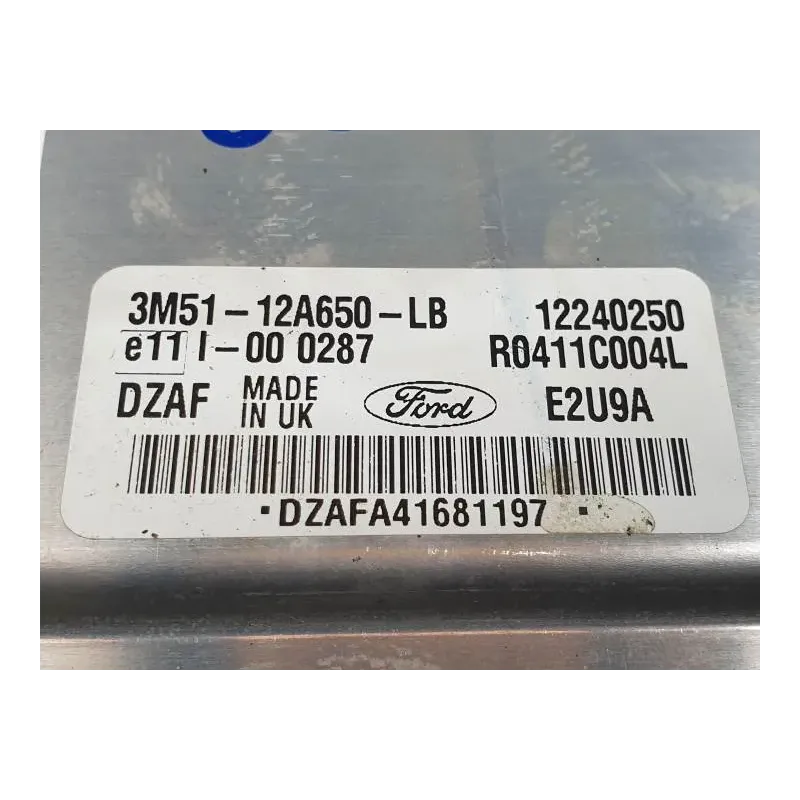 3M51-12A650-LB 12240250
e11 I-00 0287 R0411C004L
DZAF MADE IN UK Ford E2U9A
·DZAFA41681197·